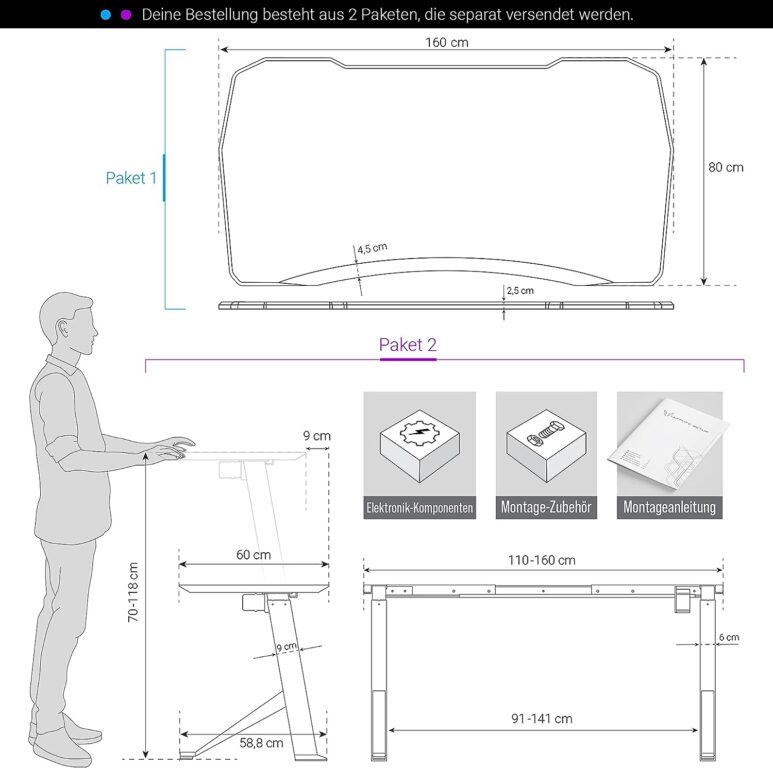 Deine Bestellung besteht aus 2 Paketen, die separat versendet werden.
160 cm
80 cm
Paket 1
4,5 cm
2,5 cm
Paket 2
9 cm
Elektronik-Komponenten
Montage-Zubehör
Montageanleitung
60 cm
110-160 cm
70-118 cm
9 cm
6 cm
91-141 cm
58,8 cm